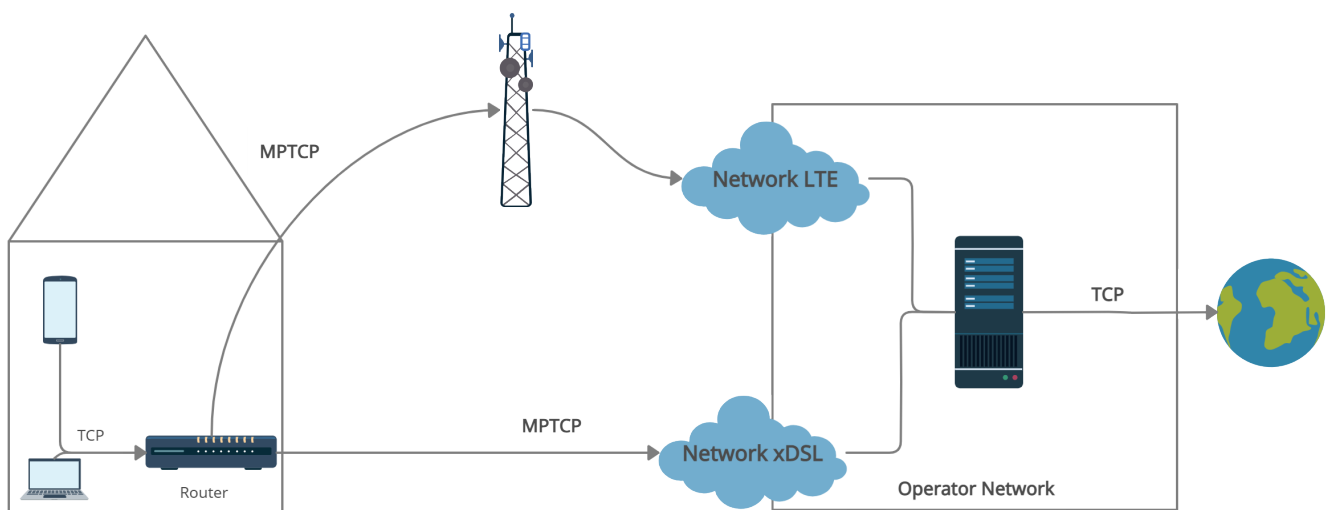 MPTCP
Network LTE
TCP
TCP
MPTCP
Network xDSL
Router
Operator Network